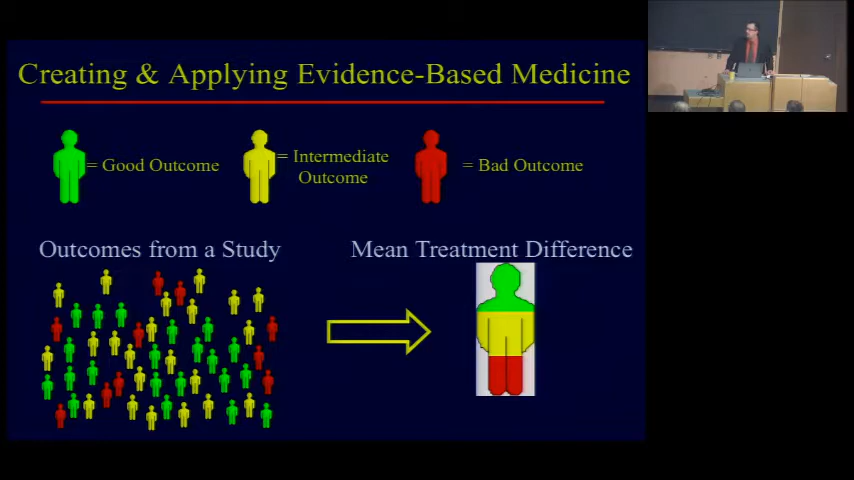 Creating & Applying Evidence-Based Medicine
= Good Outcome
= Intermediate
Outcome
= Bad Outcome
Outcomes from a Study
Mean Treatment Difference